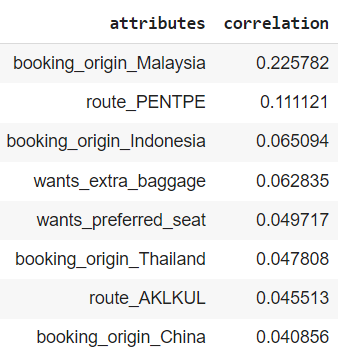 attributes correlation
booking_origin_Malaysia 0.225782
route_PENTPE 0.111121
booking_origin_Indonesia 0.065094
wants_extra_baggage 0.062835
wants_preferred_seat 0.049717
booking_origin_Thailand 0.047808
route_AKLKUL 0.045513
booking_origin_China 0.040856